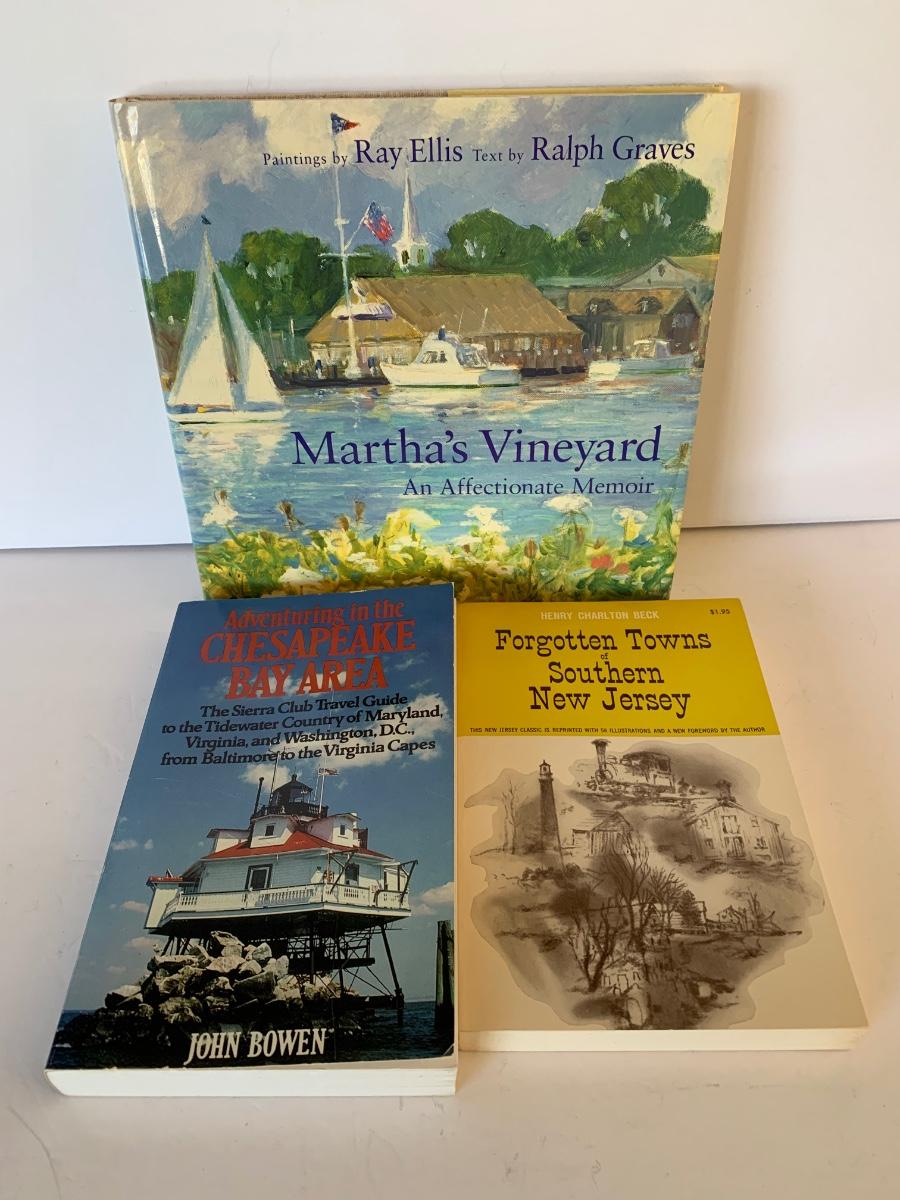 Paintings by Ray Ellis Text by Ralph Graves
Martha's Vineyard
An Affectionate Memoir
Adventuring in the
CHESAPEAKE
BAY AREA
The Sierra Club Travel Guide
to the Tidewater Country of Maryland,
Virginia, and Washington, D.C.,
from Baltimore to the Virginia Capes
JOHN BOWEN
HENRY CHARLTON BECK
$1.95
Forgotten Towns
of
Southern
New Jersey
THIS NEW JERSEY CLASSIC IS REPRINTED WITH 56 ILLUSTRATIONS AND A NEW FOREWORD BY THE AUTHOR